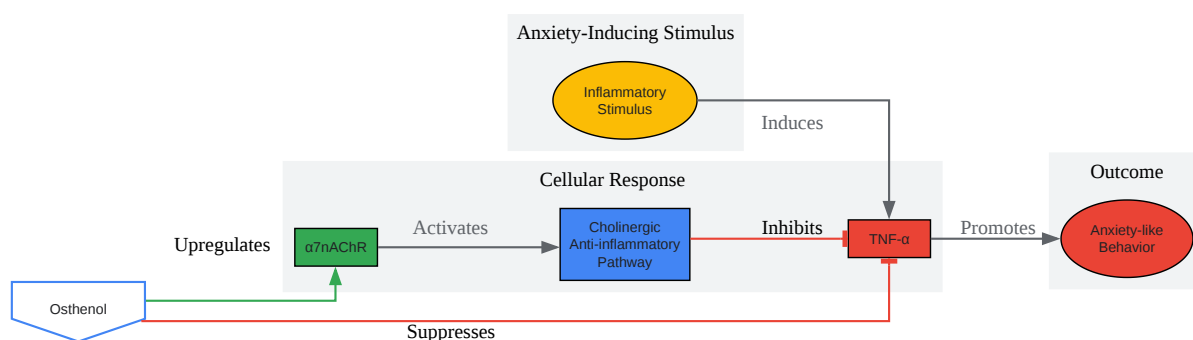 Anxiety-Inducing Stimulus
Inflammatory
Stimulus
Induces
Cellular Response
Outcome
Upregulates
α7nAChR
Activates
Cholinergic
Anti-inflammatory
Pathway
Inhibits
TNF-α
Promotes
Anxiety-like
Behavior
Osthenol
Suppresses